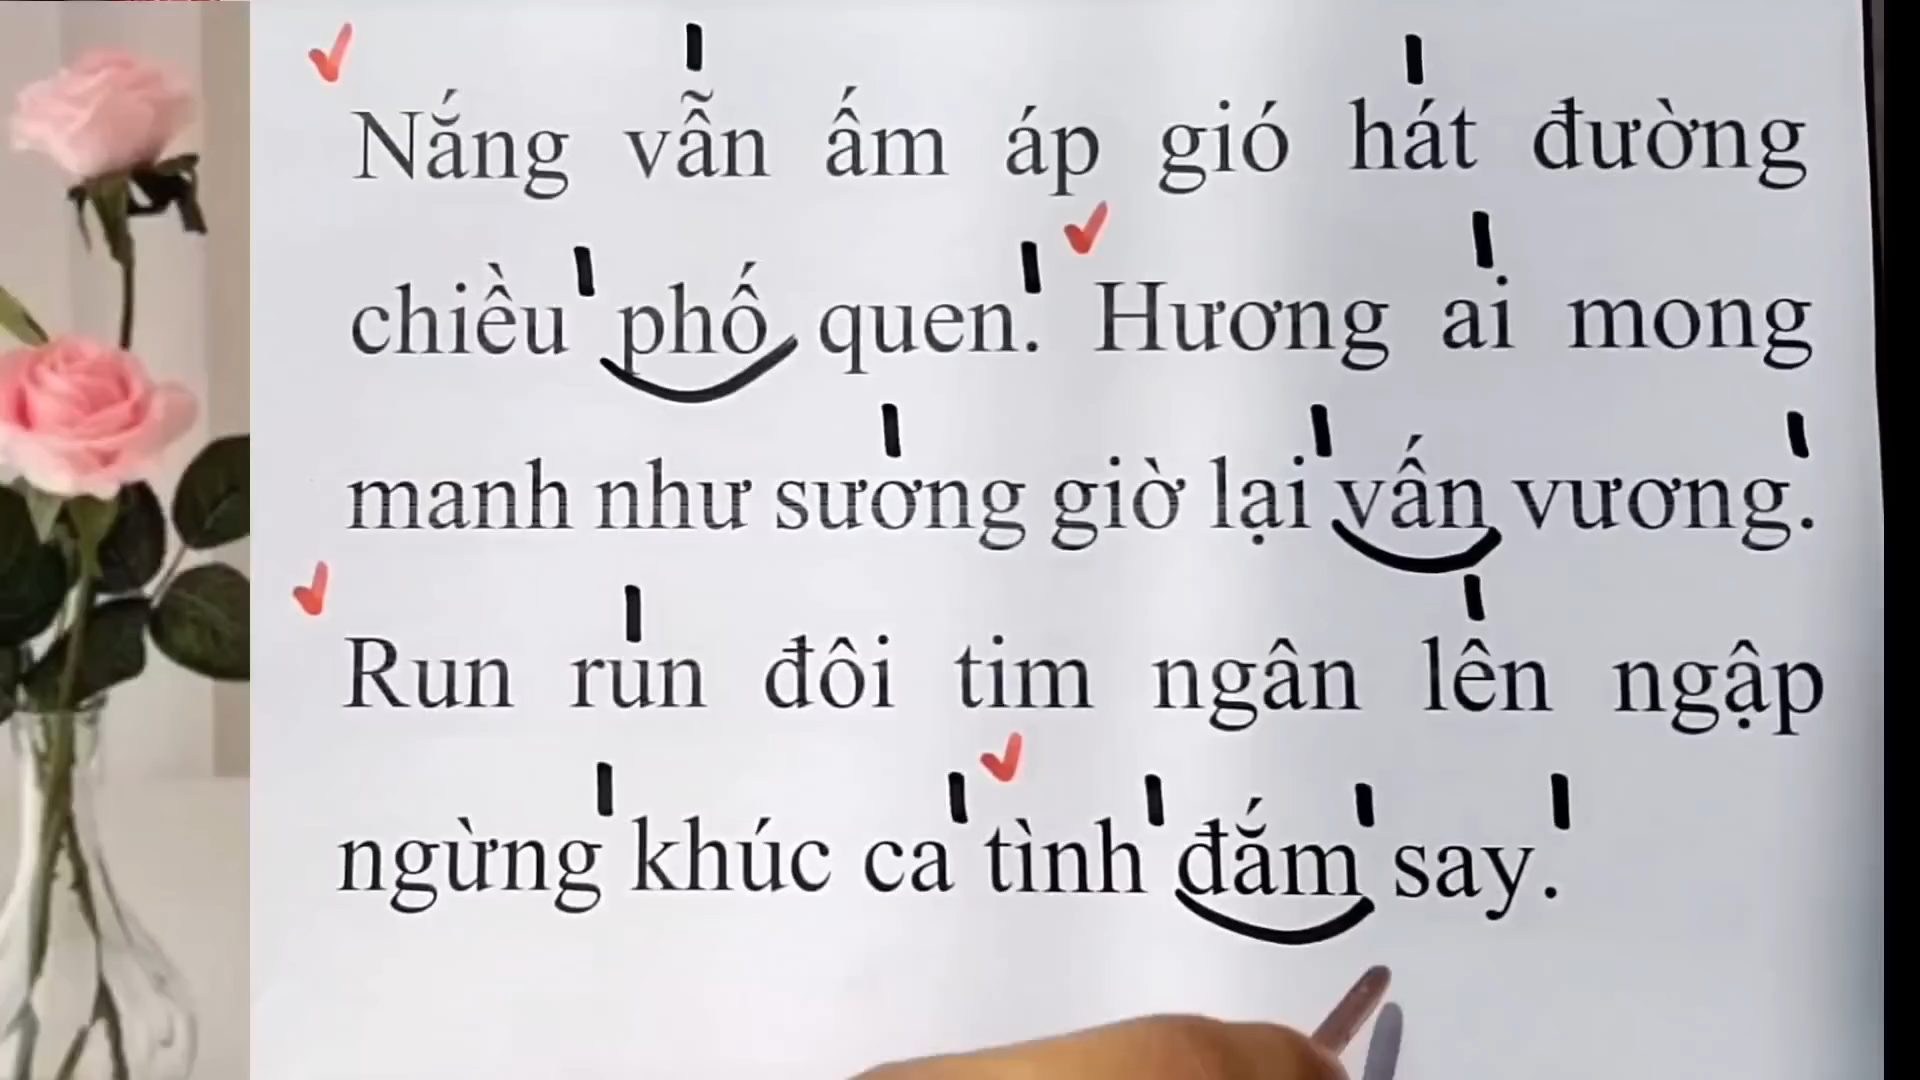 Nắng vẫn ấm áp gió hát đường
chiều phố quen. Hương ai mong
manh như sương giờ lại vấn vương.
Run run đôi tim ngân lên ngập
ngừng khúc ca tình đắm say.